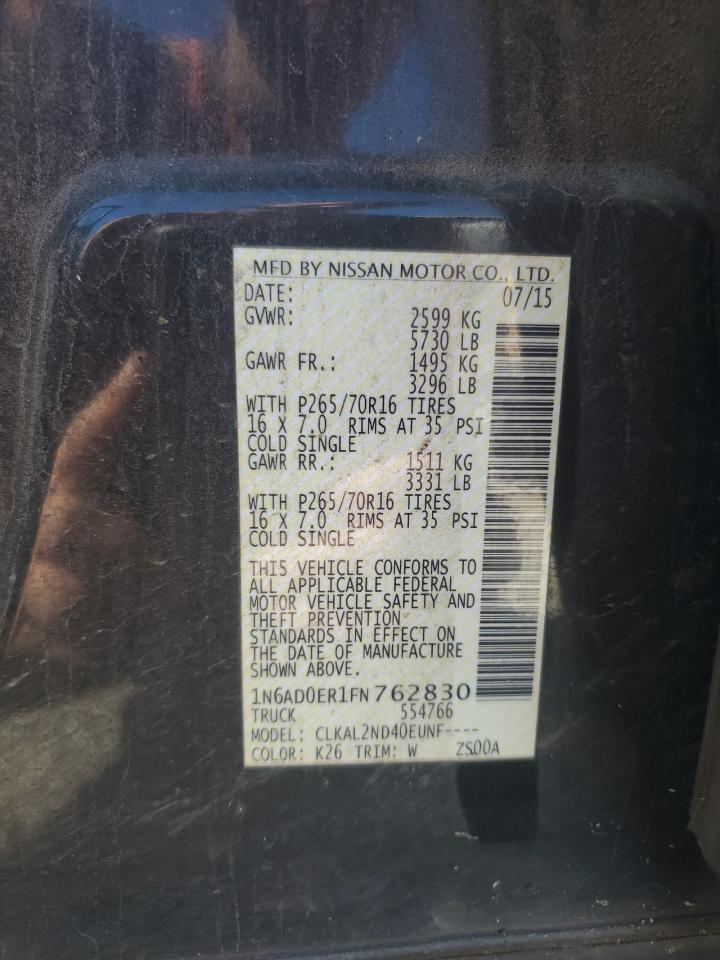 MFD BY NISSAN MOTOR CO., LTD.
DATE: 07/15
GVWR: 2599 KG
5730 LB
GAWR FR.: 1495 KG
3296 LB
WITH P265/70R16 TIRES
16 X 7.0 RIMS AT 35 PSI
COLD SINGLE
GAWR RR.: 1511 KG
3331 LB
WITH P265/70R16 TIRES
16 X 7.0 RIMS AT 35 PSI
COLD SINGLE
THIS VEHICLE CONFORMS TO
ALL APPLICABLE FEDERAL
MOTOR VEHICLE SAFETY AND
THEFT PREVENTION
STANDARDS IN EFFECT ON
THE DATE OF MANUFACTURE
SHOWN ABOVE.
1N6AD0ER1FN762830
TRUCK 554766
MODEL: CLKAL2ND40EUNF----
COLOR: K26 TRIM: W ZS00A